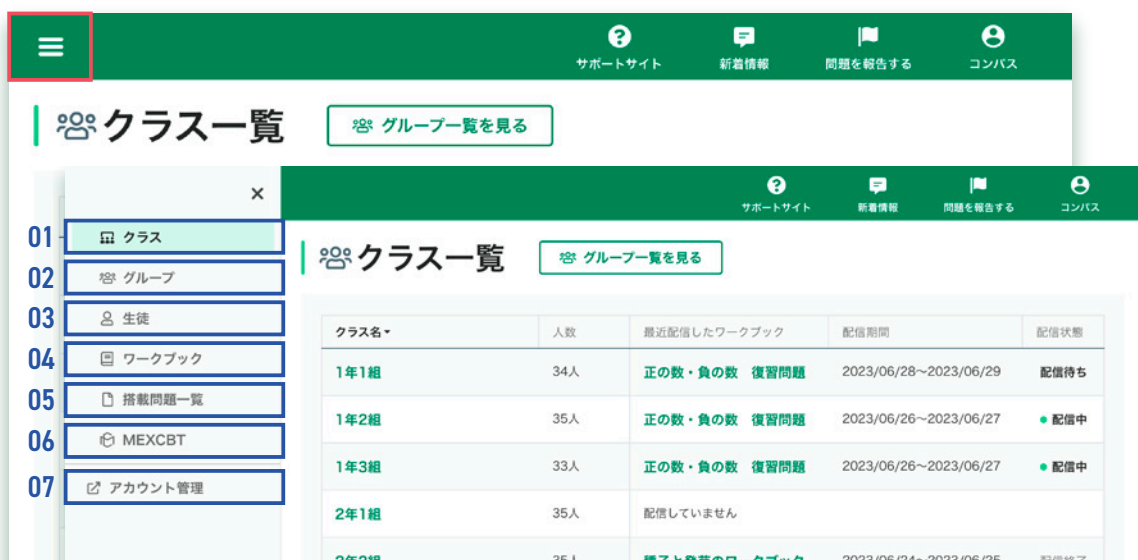 サポートサイト 新着情報 問題を報告する コンパス
クラス一覧 グループ一覧を見る
×
サポートサイト 新着情報 問題を報告する コンパス
01 クラス
02 グループ
03 生徒
04 ワークブック
05 搭載問題一覧
06 MEXCBT
07 アカウント管理
クラス一覧 グループ一覧を見る
クラス名 人数 最近配信したワークブック 配信期間 配信状態
1年1組 34人 正の数・負の数 復習問題 2023/06/28〜2023/06/29 配信待ち
1年2組 35人 正の数・負の数 復習問題 2023/06/26〜2023/06/27 配信中
1年3組 33人 正の数・負の数 復習問題 2023/06/26〜2023/06/27 配信中
2年1組 35人 配信していません